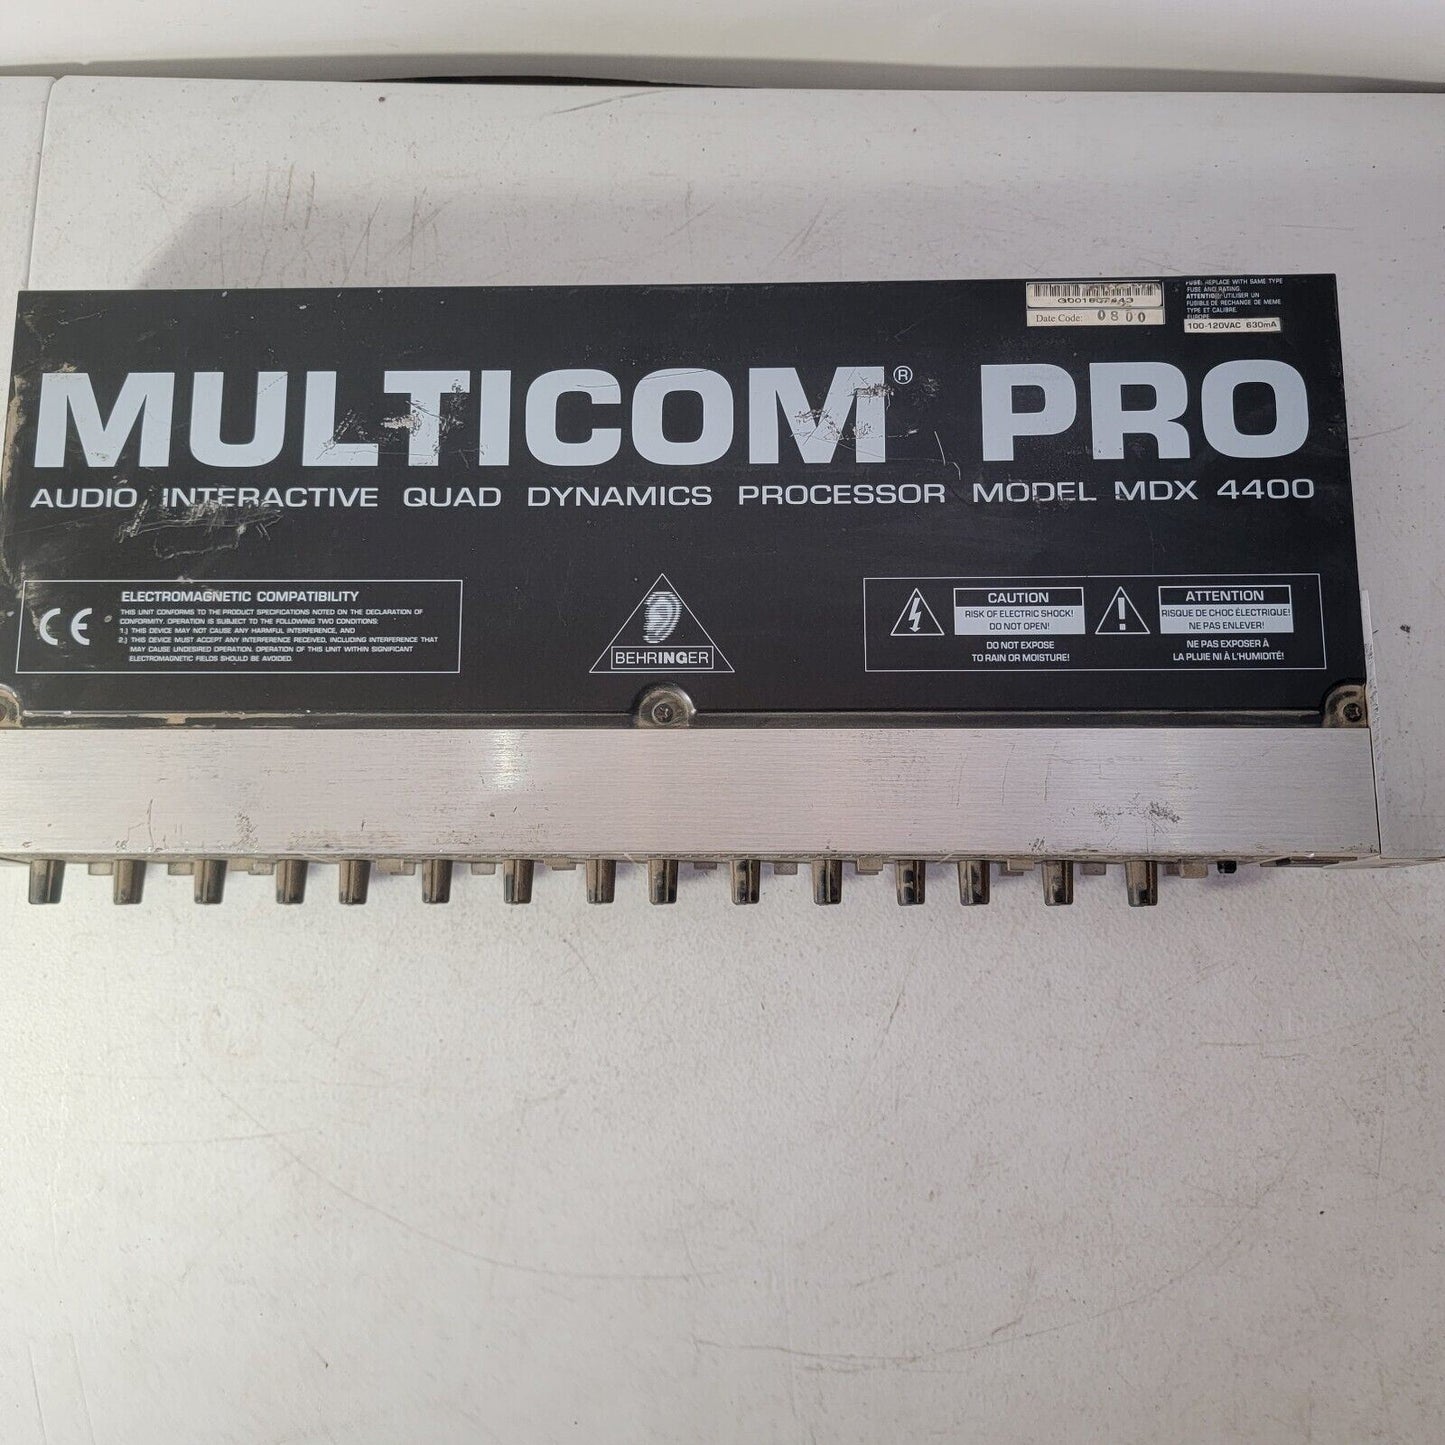 Date Code: 0800
FUSE: REPLACE WITH SAME TYPE
FUSE AND RATING.
ATTENTION: UTILISER UN
FUSIBLE DE RECHANGE DE MEME
TYPE ET CALIBRE.
EUROPE
100-120VAC 630mA
MULTICOM® PRO
AUDIO INTERACTIVE QUAD DYNAMICS PROCESSOR MODEL MDX 4400
CE
ELECTROMAGNETIC COMPATIBILITY
THIS UNIT CONFORMS TO THE PRODUCT SPECIFICATIONS NOTED ON THE DECLARATION OF
CONFORMITY. OPERATION IS SUBJECT TO THE FOLLOWING TWO CONDITIONS:
1.) THIS DEVICE MAY NOT CAUSE ANY HARMFUL INTERFERENCE, AND
2.) THIS DEVICE MUST ACCEPT ANY INTERFERENCE RECEIVED, INCLUDING INTERFERENCE THAT
MAY CAUSE UNDESIRED OPERATION. OPERATION OF THIS UNIT WITHIN SIGNIFICANT
ELECTROMAGNETIC FIELDS SHOULD BE AVOIDED.
BEHRINGER
CAUTION
RISK OF ELECTRIC SHOCK!
DO NOT OPEN!
DO NOT EXPOSE
TO RAIN OR MOISTURE!
ATTENTION
RISQUE DE CHOC ÉLECTRIQUE!
NE PAS ENLEVER!
NE PAS EXPOSER À
LA PLUIE NI À L'HUMIDITÉ!